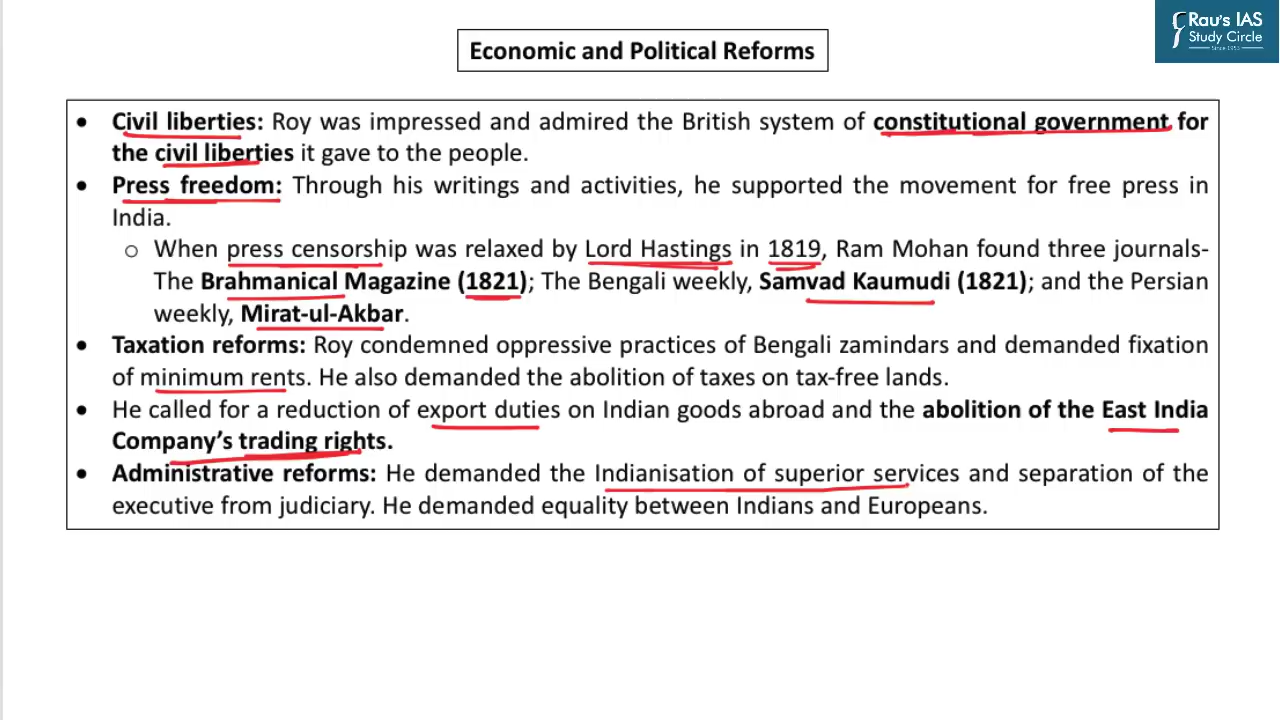 Rau's IAS
Study Circle
Since 1953
Economic and Political Reforms
• Civil liberties: Roy was impressed and admired the British system of constitutional government for
the civil liberties it gave to the people.
• Press freedom: Through his writings and activities, he supported the movement for free press in
India.
o When press censorship was relaxed by Lord Hastings in 1819, Ram Mohan found three journals-
The Brahmanical Magazine (1821); The Bengali weekly, Samvad Kaumudi (1821); and the Persian
weekly, Mirat-ul-Akbar.
• Taxation reforms: Roy condemned oppressive practices of Bengali zamindars and demanded fixation
of minimum rents. He also demanded the abolition of taxes on tax-free lands.
• He called for a reduction of export duties on Indian goods abroad and the abolition of the East India
Company's trading rights.
• Administrative reforms: He demanded the Indianisation of superior services and separation of the
executive from judiciary. He demanded equality between Indians and Europeans.